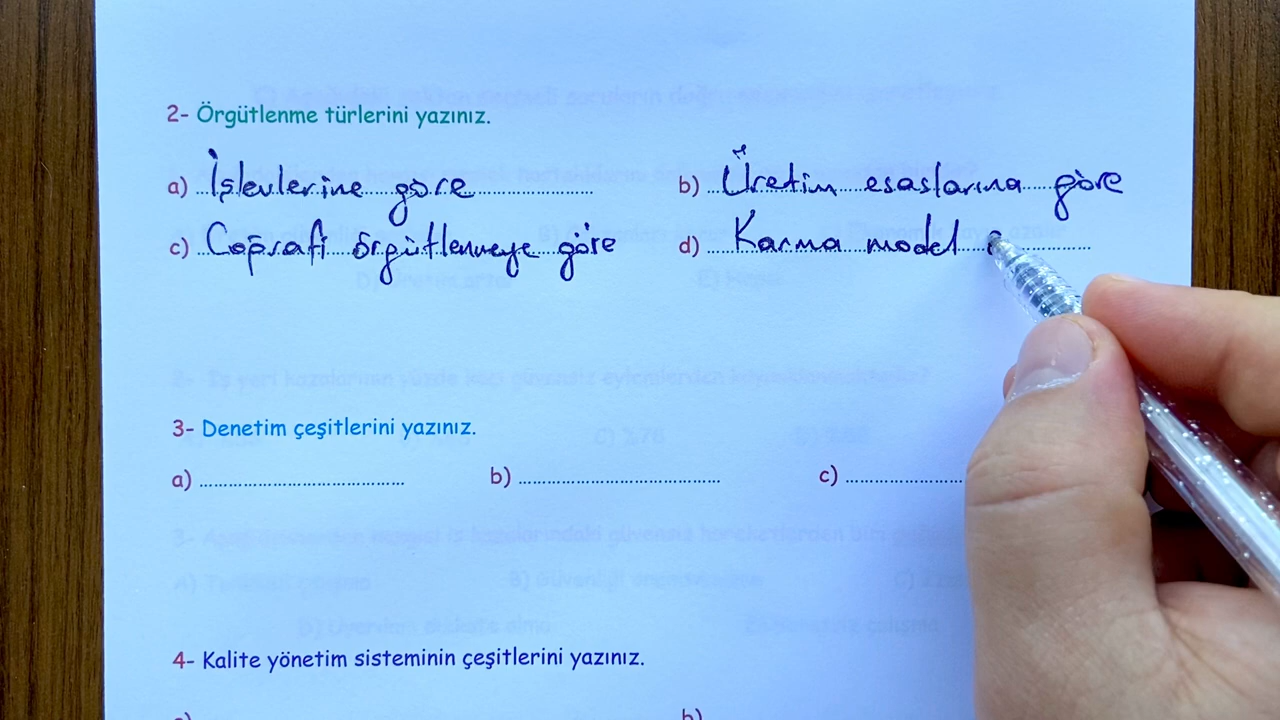 2- Örgütlenme türlerini yazınız.
a) İşlevlerine göre b) Üretim esaslarına göre
c) Coğrafi örgütlenmeye göre d) Karma model
3- Denetim çeşitlerini yazınız.
a) b) c)
4- Kalite yönetim sisteminin çeşitlerini yazınız.